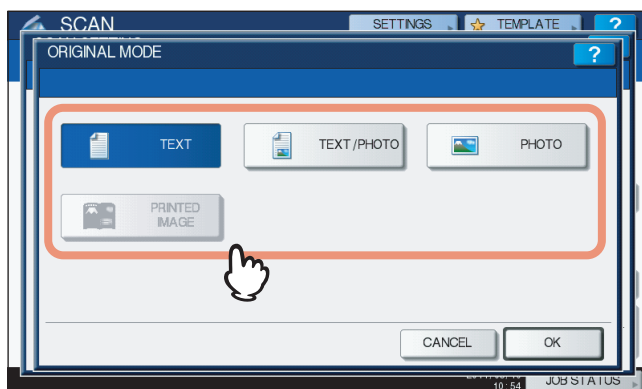 SCAN
SETTINGS
TEMPLATE
?
ORIGINAL MODE
?
TEXT
TEXT/PHOTO
PHOTO
PRINTED
IMAGE
CANCEL
OK
10:54
JOB STATUS